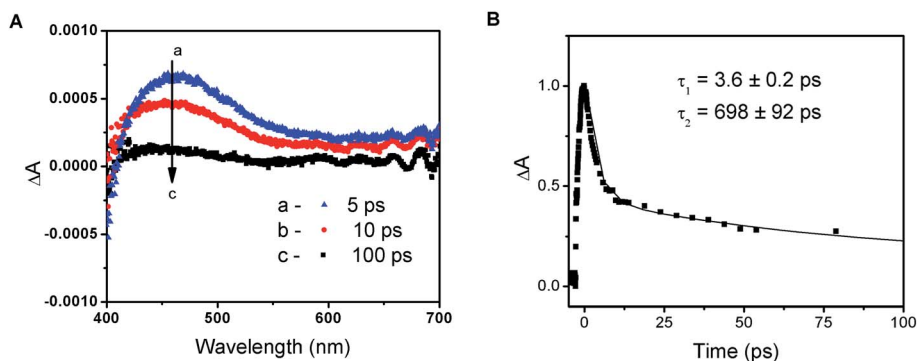 A
0.0010
0.0005
0.0000
-0.0005
-0.0010
ΔA
400
500
600
700
Wavelength (nm)
a
c
a - 5 ps
b - 10 ps
c - 100 ps
B
1.0
0.5
0.0
ΔA
0
25
50
75
100
Time (ps)
τ1 = 3.6 ± 0.2 ps
τ2 = 698 ± 92 ps